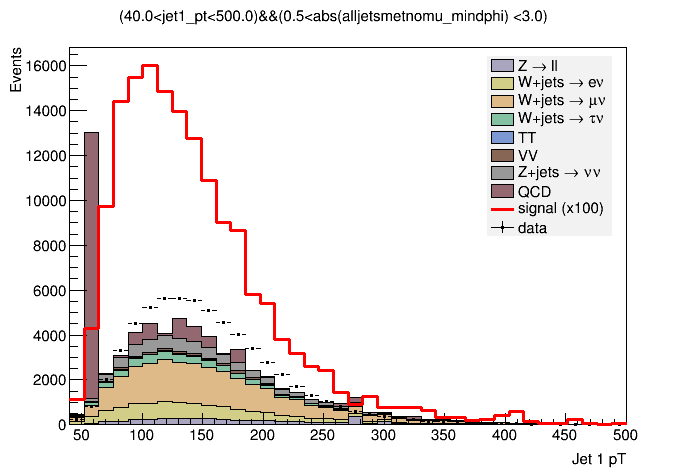 (40.0<jet1_pt<500.0)&&(0.5<abs(alljetsmetnomu_mindphi) <3.0)
Events
16000
14000
12000
10000
8000
6000
4000
2000
0
Z → ll
W+jets → eν
W+jets → μν
W+jets → τν
TT
VV
Z+jets → νν
QCD
signal (x100)
data
50 100 150 200 250 300 350 400 450 500
Jet 1 pT